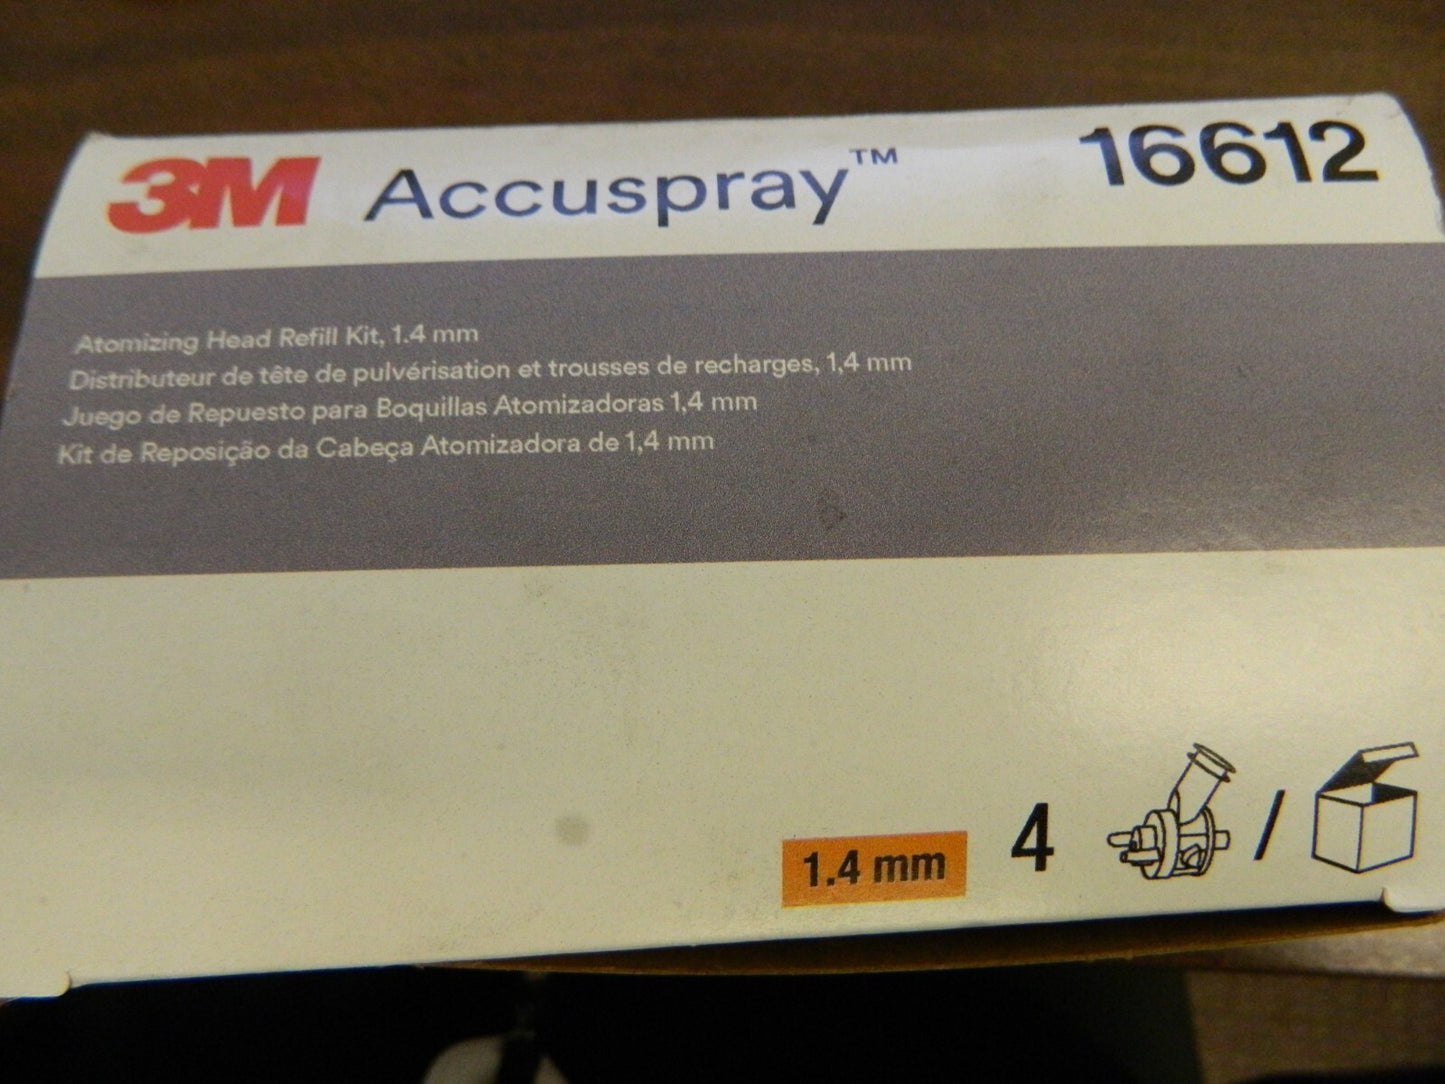 3M Accuspray™ 16612
Atomizing Head Refill Kit, 1.4 mm
Distributeur de tête de pulvérisation et trousses de recharges, 1,4 mm
Juego de Repuesto para Boquillas Atomizadoras 1,4 mm
Kit de Reposição da Cabeça Atomizadora de 1,4 mm
1.4 mm 4 /